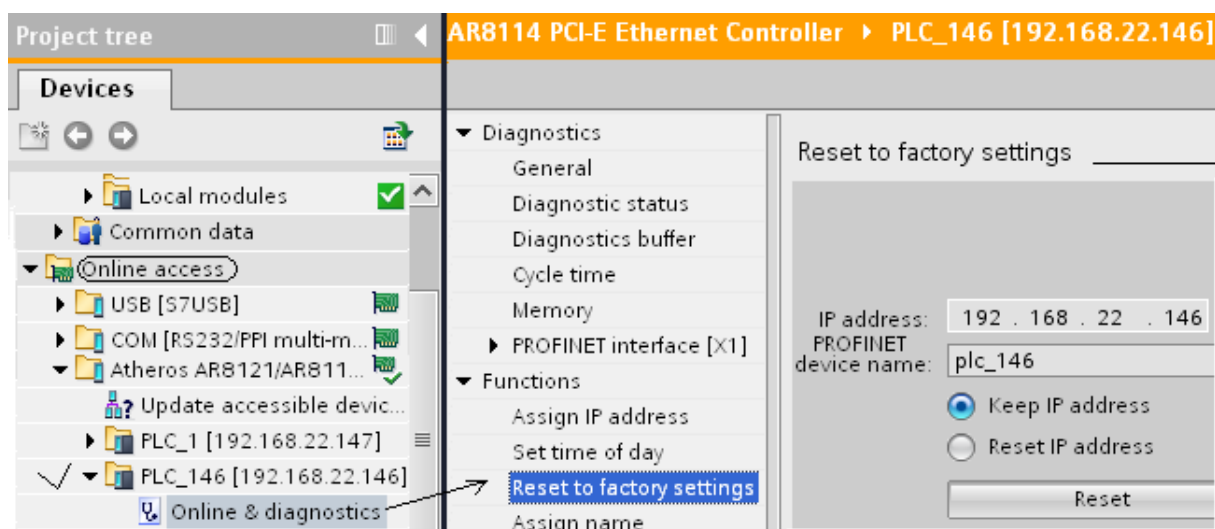 Project tree
Devices
Local modules
Common data
Online access
USB [S7USB]
COM [RS232/PPI multi-m...
Atheros AR8121/AR811...
Update accessible devic...
PLC_1 [192.168.22.147]
PLC_146 [192.168.22.146]
Online & diagnostics
AR8114 PCI-E Ethernet Controller ▸ PLC_146 [192.168.22.146]
Diagnostics
General
Diagnostic status
Diagnostics buffer
Cycle time
Memory
PROFINET interface [X1]
Functions
Assign IP address
Set time of day
Reset to factory settings
Assign name
Reset to factory settings
IP address: 192 . 168 . 22 . 146
PROFINET
device name: plc_146
Keep IP address
Reset IP address
Reset